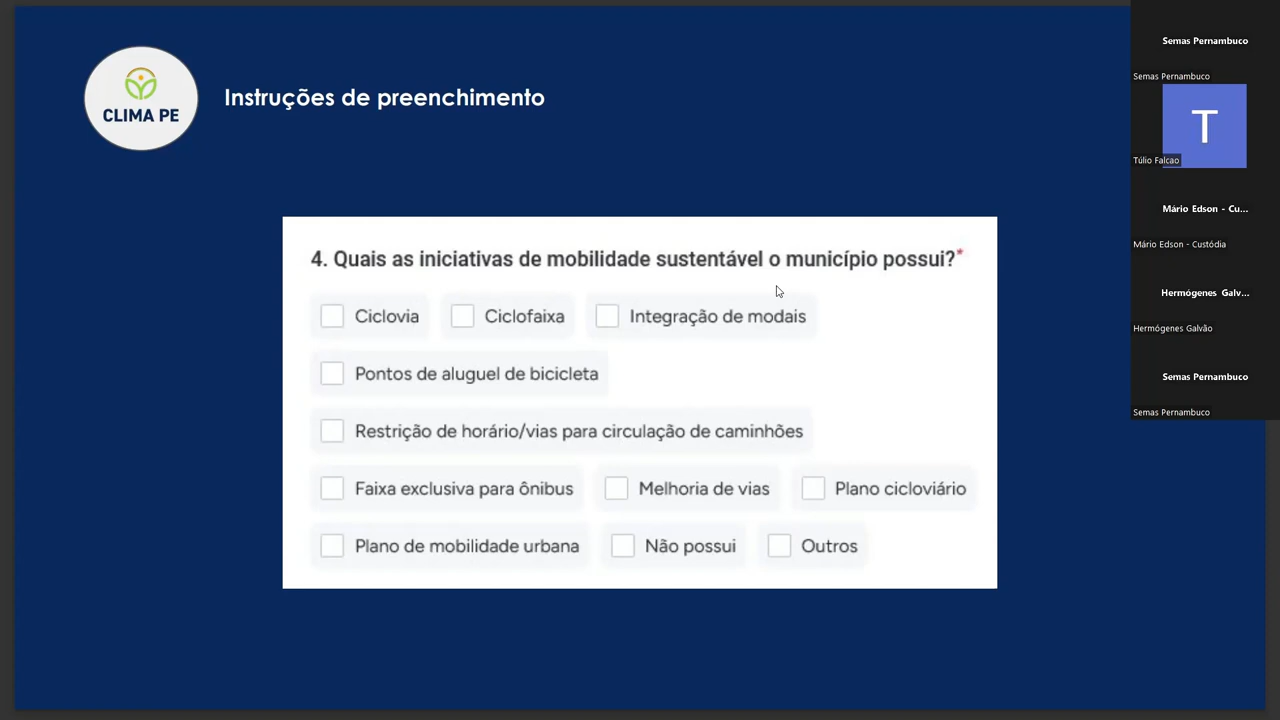 CLIMA PE
Instruções de preenchimento
4. Quais as iniciativas de mobilidade sustentável o município possui?*
Ciclovia Ciclofaixa Integração de modais
Pontos de aluguel de bicicleta
Restrição de horário/vias para circulação de caminhões
Faixa exclusiva para ônibus Melhoria de vias Plano cicloviário
Plano de mobilidade urbana Não possui Outros
Semas Pernambuco
Semas Pernambuco
T
Túlio Falcao
Mário Edson - Cu...
Mário Edson - Custódia
Hermógenes Galv...
Hermógenes Galvão
Semas Pernambuco
Semas Pernambuco